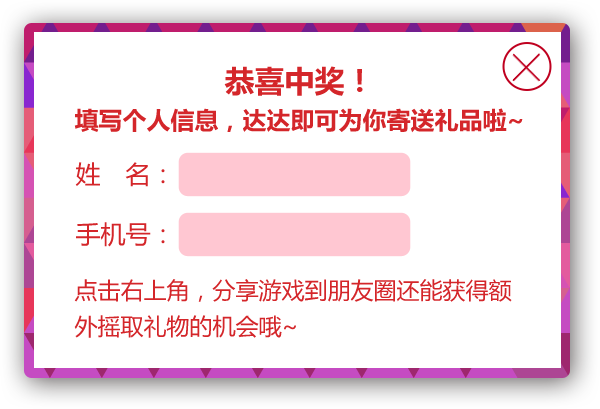 恭喜中奖！
填写个人信息，达达即可为你寄送礼品啦~
姓　名：
手机号：
点击右上角，分享游戏到朋友圈还能获得额
外摇取礼物的机会哦~